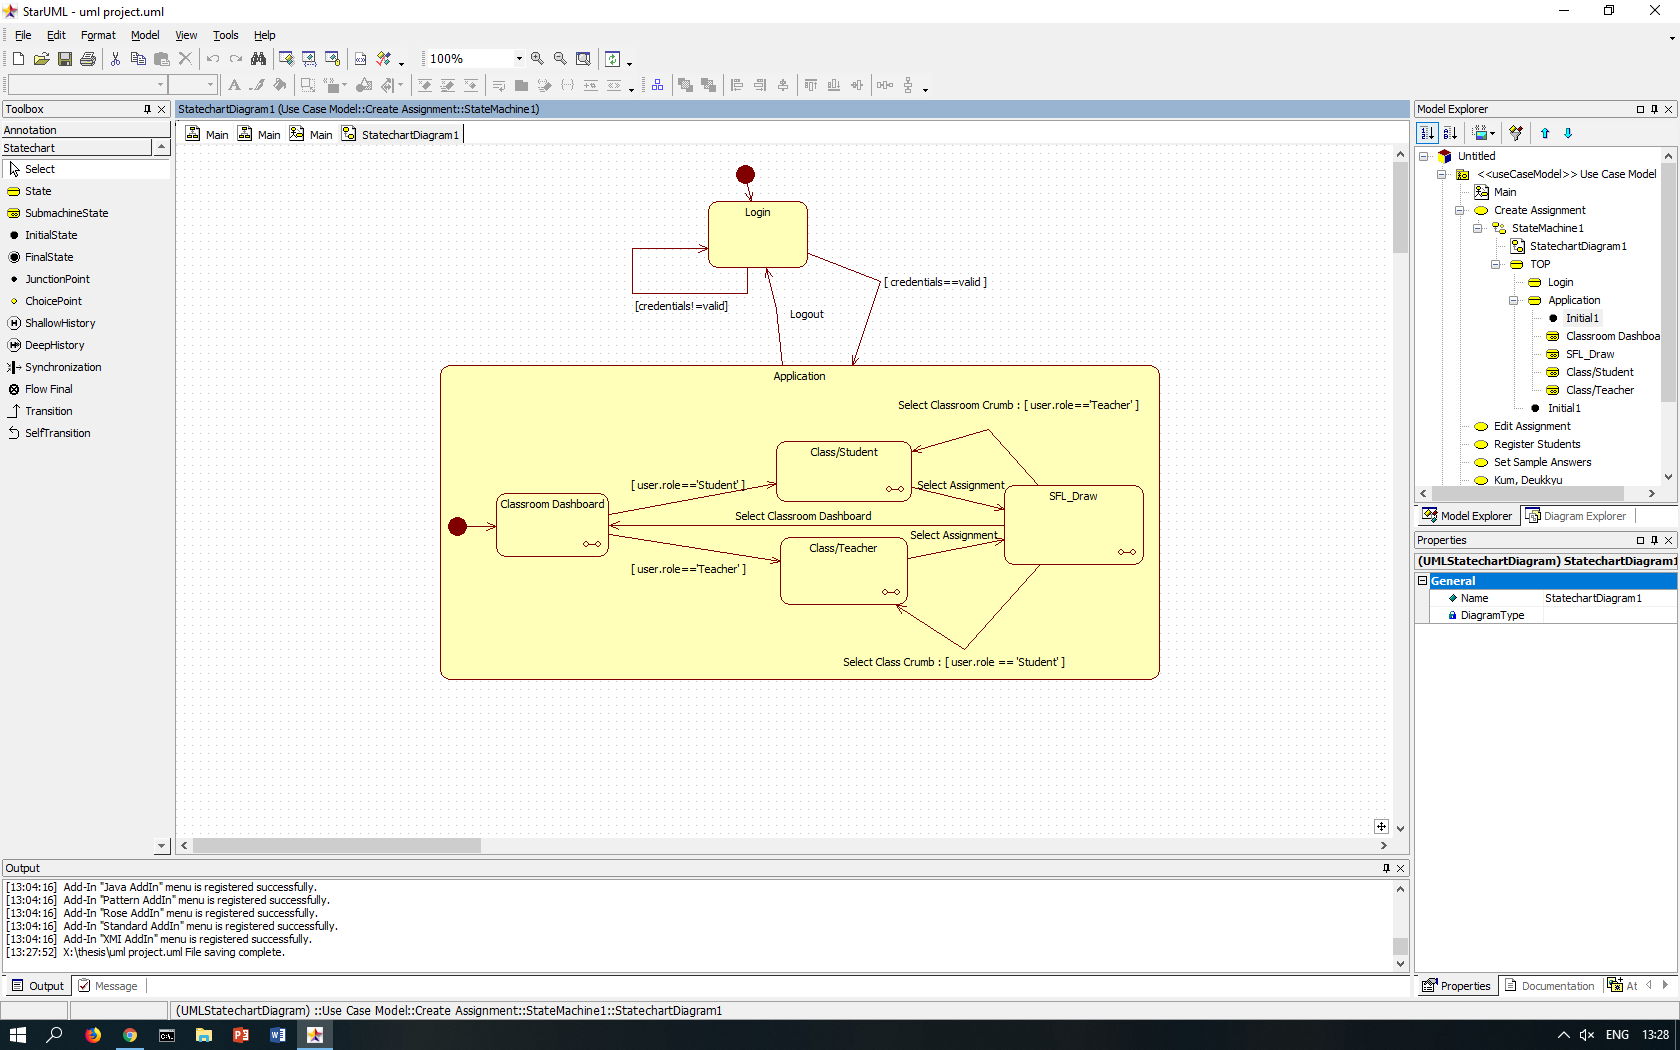 StarUML - uml project.uml
File Edit Format Model View Tools Help
100%
Toolbox
Annotation
Statechart
Select
State
SubmachineState
InitialState
FinalState
JunctionPoint
ChoicePoint
ShallowHistory
DeepHistory
Synchronization
Flow Final
Transition
SelfTransition
StatechartDiagram1 (Use Case Model::Create Assignment::StateMachine1)
Main Main Main StatechartDiagram1
Login
[ credentials==valid ]
[credentials!=valid]
Logout
Application
Select Classroom Crumb : [ user.role=='Teacher' ]
Class/Student
[ user.role=='Student' ]
Select Assignment
SFL_Draw
Classroom Dashboard
Select Classroom Dashboard
Select Assignment
Class/Teacher
[ user.role=='Teacher' ]
Select Class Crumb : [ user.role == 'Student' ]
Model Explorer
Untitled
<<useCaseModel>> Use Case Model
Main
Create Assignment
StateMachine1
StatechartDiagram1
TOP
Login
Application
Initial1
Classroom Dashboa
SFL_Draw
Class/Student
Class/Teacher
Initial1
Edit Assignment
Register Students
Set Sample Answers
Kum, Deukkyu
Model Explorer Diagram Explorer
Properties
(UMLStatechartDiagram) StatechartDiagram1
General
Name StatechartDiagram1
DiagramType
Output
[13:04:16] Add-In "Java AddIn" menu is registered successfully.
[13:04:16] Add-In "Pattern AddIn" menu is registered successfully.
[13:04:16] Add-In "Rose AddIn" menu is registered successfully.
[13:04:16] Add-In "Standard AddIn" menu is registered successfully.
[13:04:16] Add-In "XMI AddIn" menu is registered successfully.
[13:27:52] X:\thesis\uml project.uml File saving complete.
Output Message
Properties Documentation At
(UMLStatechartDiagram) ::Use Case Model::Create Assignment::StateMachine1::StatechartDiagram1
ENG 13:28